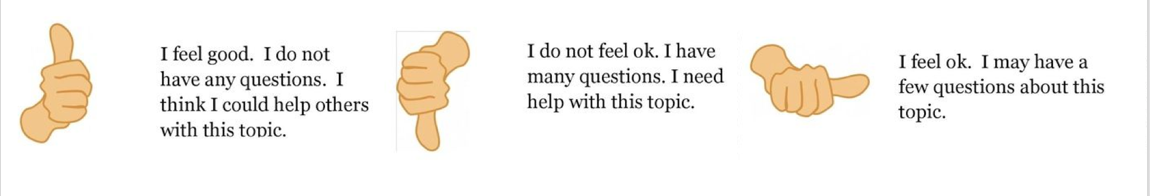 I feel good. I do not
have any questions. I
think I could help others
with this topic.
I do not feel ok. I have
many questions. I need
help with this topic.
I feel ok. I may have a
few questions about this
topic.